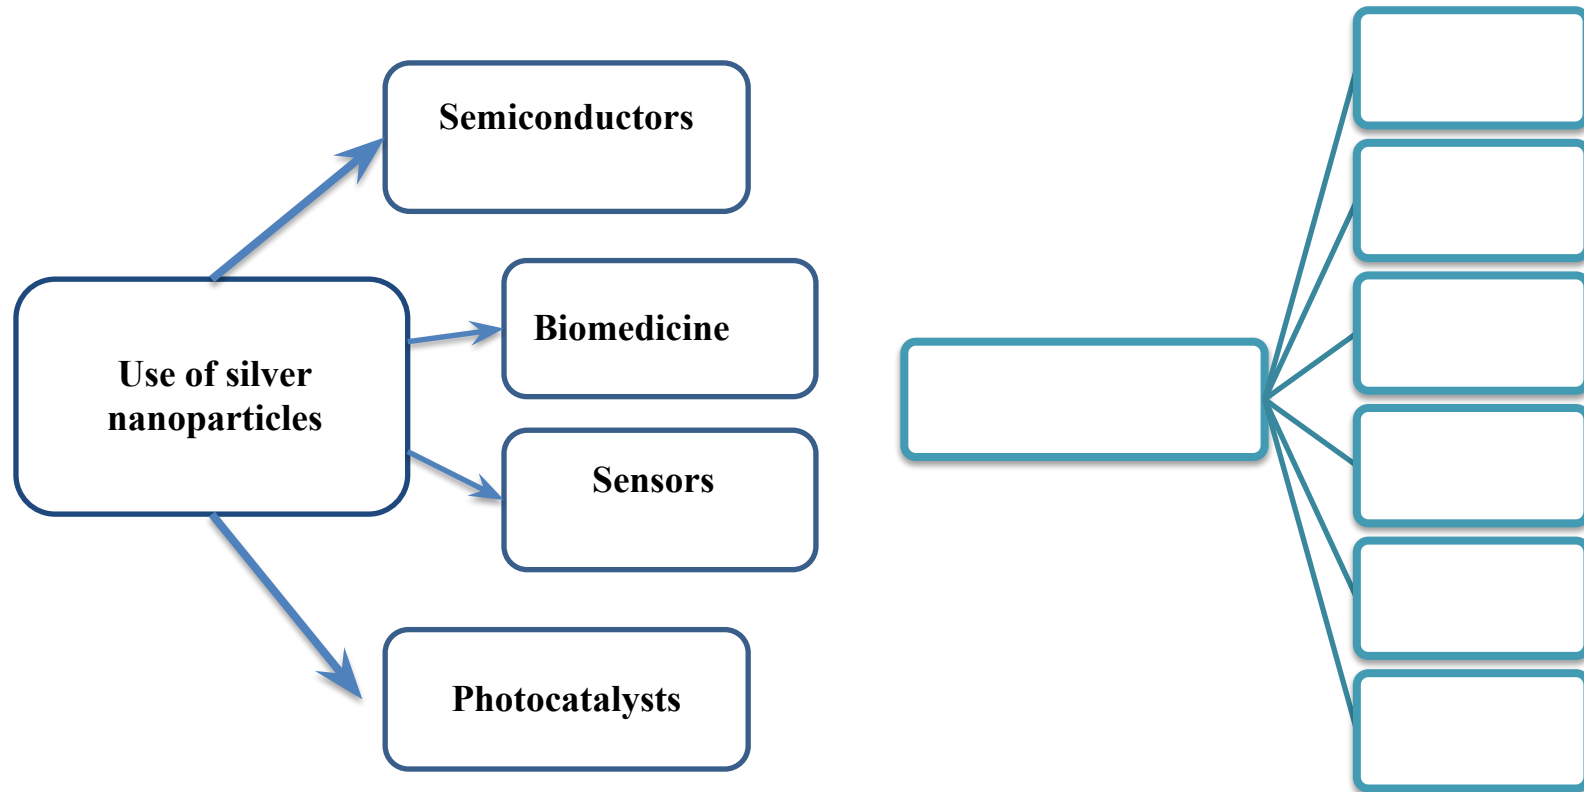 Semiconductors
Biomedicine
Use of silver
nanoparticles
Sensors
Photocatalysts